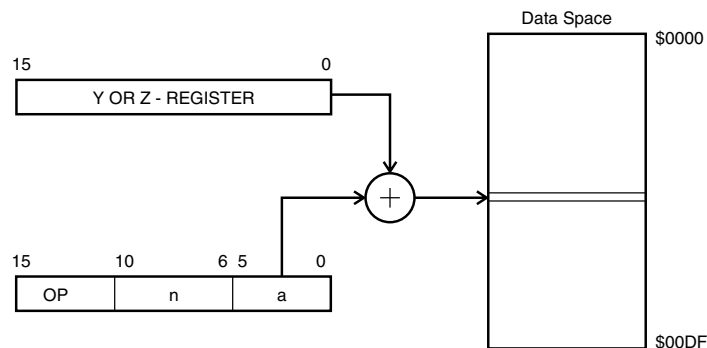 Data Space
$0000
15 0
Y OR Z - REGISTER
+
15 10 6 5 0
OP n a
$00DF